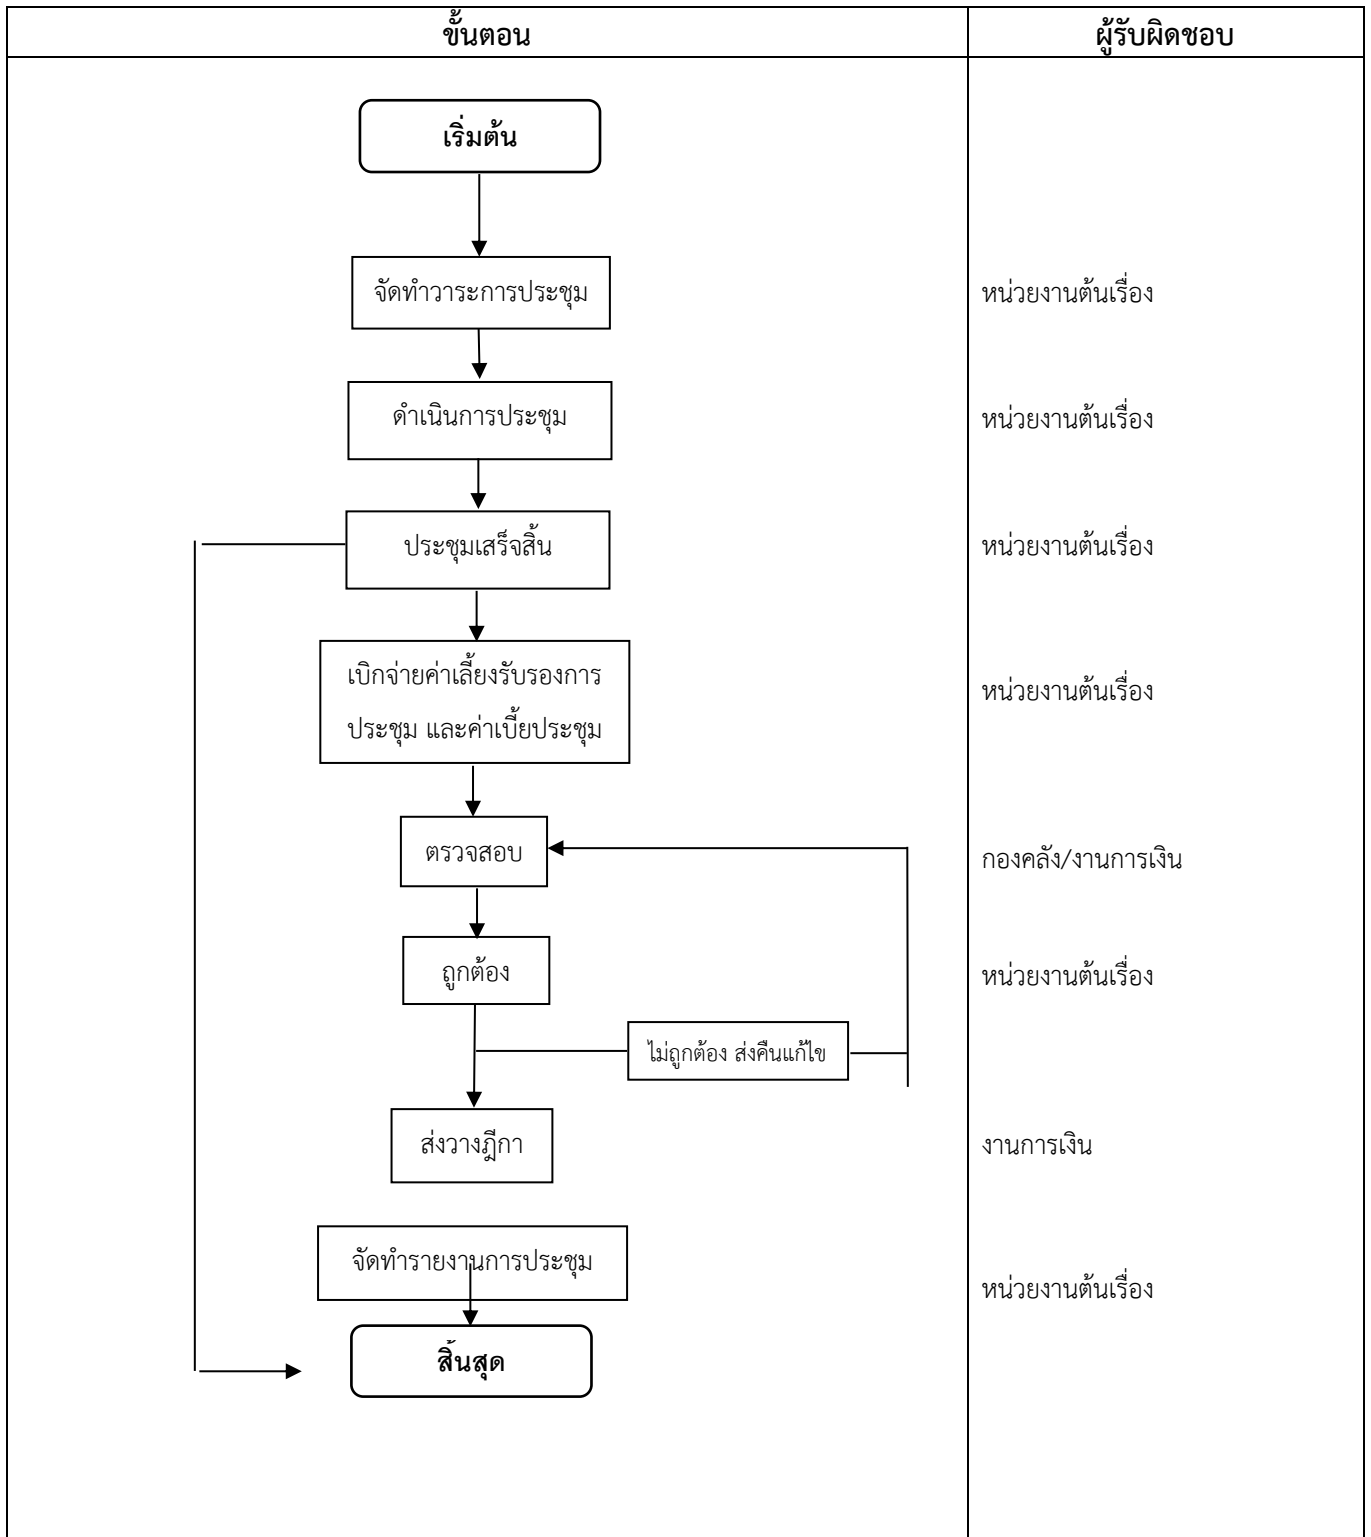 ขั้นตอน
ผู้รับผิดชอบ
เริ่มต้น
จัดทำวาระการประชุม
หน่วยงานต้นเรื่อง
ดำเนินการประชุม
หน่วยงานต้นเรื่อง
ประชุมเสร็จสิ้น
หน่วยงานต้นเรื่อง
เบิกจ่ายค่าเลี้ยงรับรองการ
ประชุม และค่าเบี้ยประชุม
หน่วยงานต้นเรื่อง
ตรวจสอบ
กองคลัง/งานการเงิน
ถูกต้อง
หน่วยงานต้นเรื่อง
ไม่ถูกต้อง ส่งคืนแก้ไข
ส่งวางฎีกา
งานการเงิน
จัดทำรายงานการประชุม
หน่วยงานต้นเรื่อง
สิ้นสุด